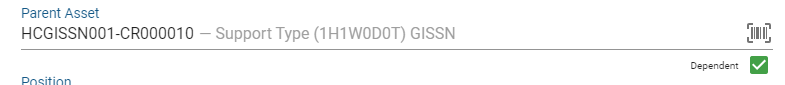 Parent Asset
HCGISSN001-CR000010 — Support Type (1H1W0D0T) GISSN
Dependent
Position